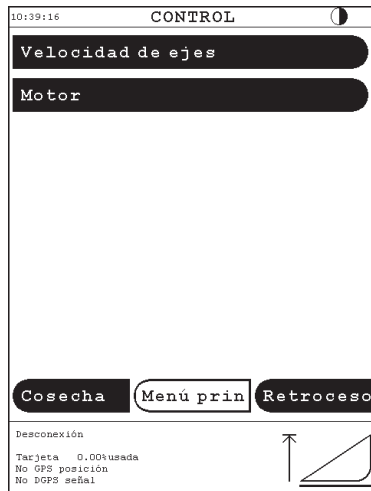 10:39:16 CONTROL
Velocidad de ejes
Motor
Cosecha Menú prin Retroceso
Desconexión
Tarjeta 0.00%usada
No GPS posición
No DGPS señal